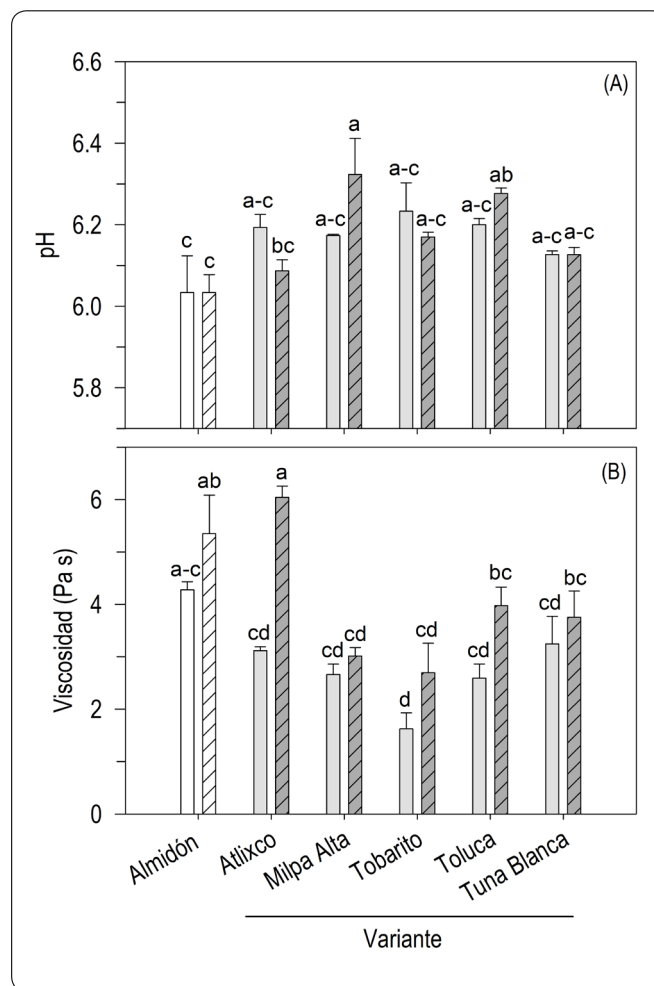 6.6
(A)
a
6.4
a-c
ab
a-c
a-c
a-c
a-c
a-c
a-c
6.2
bc
pH
c
c
6.0
5.8
(B)
a
ab
6
a-c
bc
bc
4
cd
cd
cd
cd
cd
cd
Viscosidad (Pa s)
2
d
0
Almidón
Atlixco
Milpa Alta
Tobarito
Toluca
Tuna Blanca
Variante